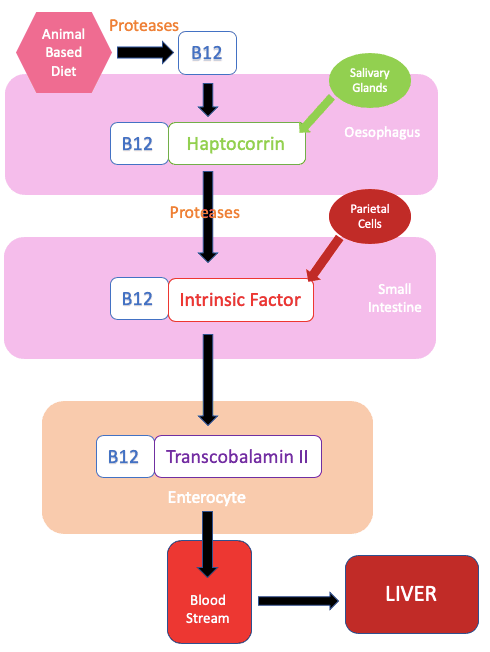 Proteases
Animal
Based
Diet
B12
Salivary
Glands
Oesophagus
B12 Haptocorrin
Proteases
Parietal
Cells
Small
Intestine
B12 Intrinsic Factor
B12 Transcobalamin II
Enterocyte
Blood
Stream
LIVER